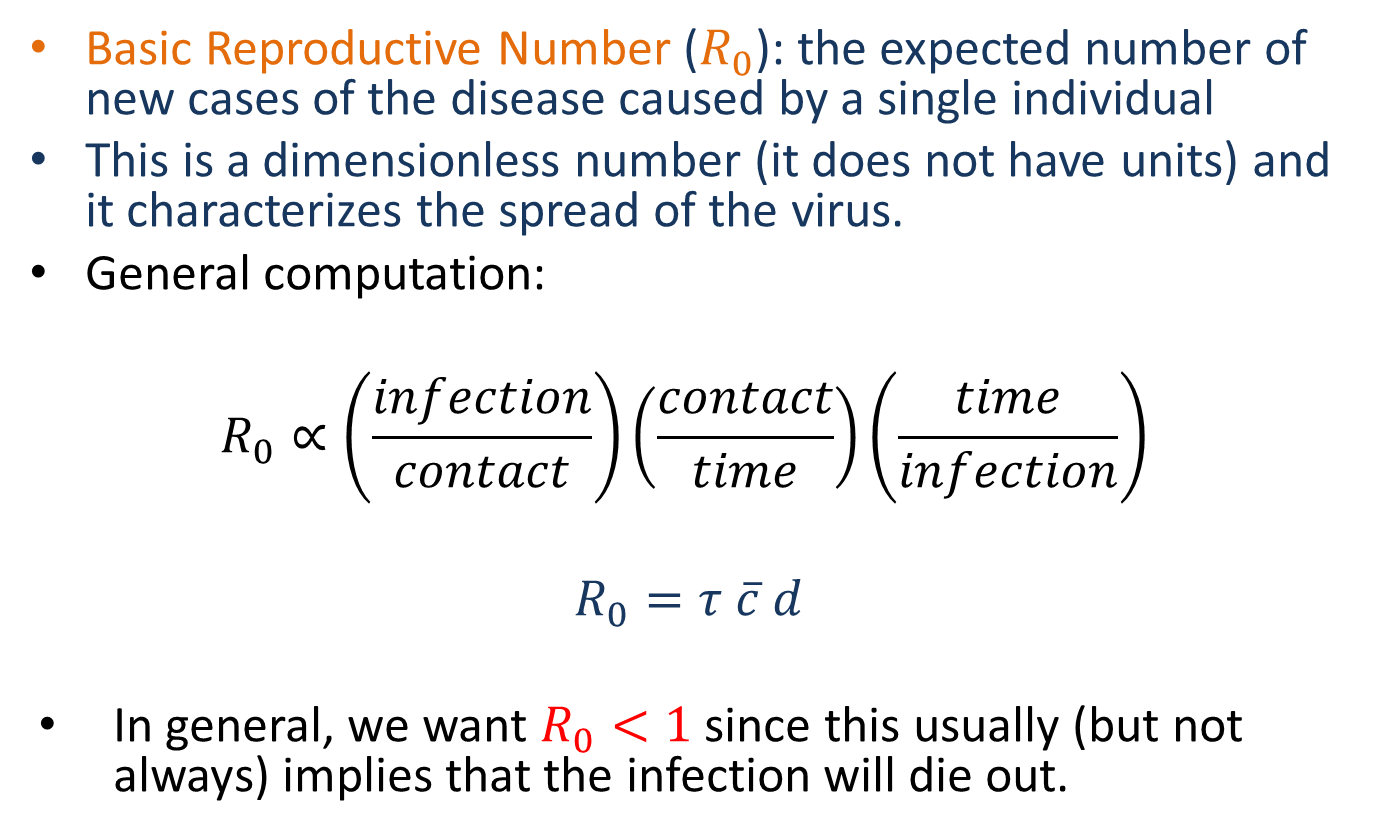 • Basic Reproductive Number (R₀): the expected number of
new cases of the disease caused by a single individual
• This is a dimensionless number (it does not have units) and
it characterizes the spread of the virus.
• General computation:
R₀ ∝ (infection/contact) (contact/time) (time/infection)
R₀ = τ c̄ d
• In general, we want R₀ < 1 since this usually (but not
always) implies that the infection will die out.